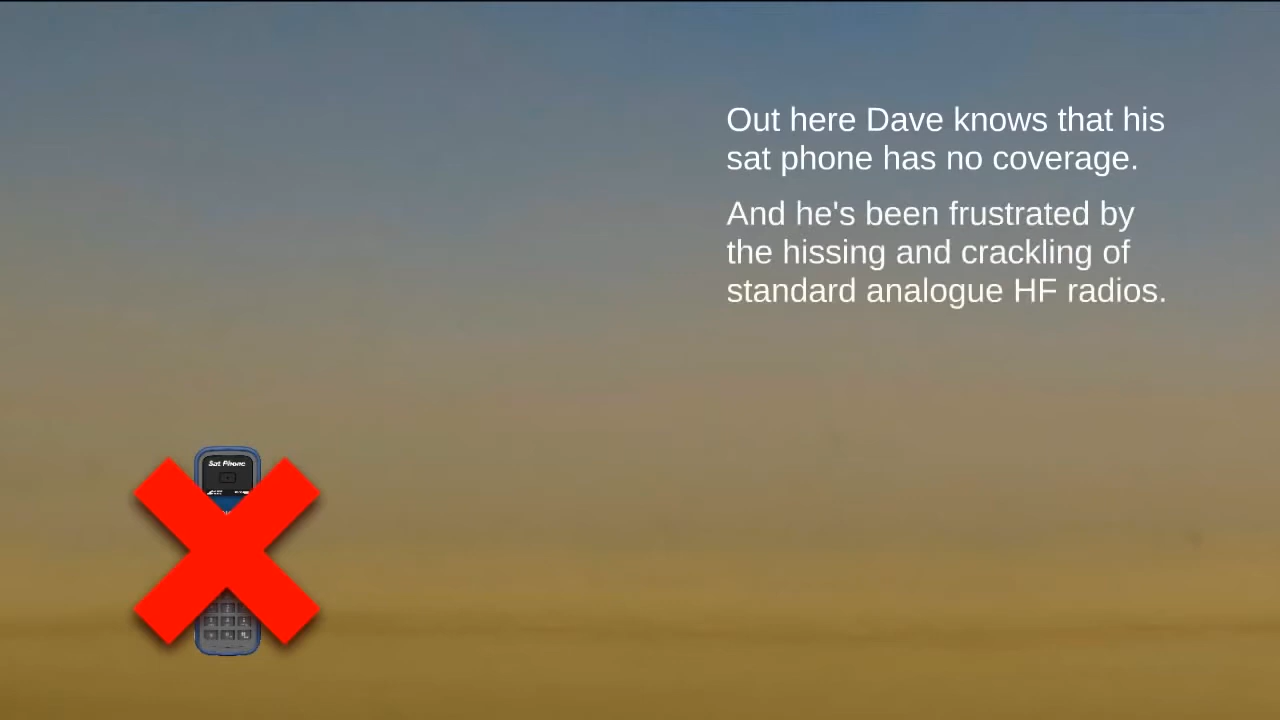 Out here Dave knows that his
sat phone has no coverage.
And he's been frustrated by
the hissing and crackling of
standard analogue HF radios.
Sat Phone